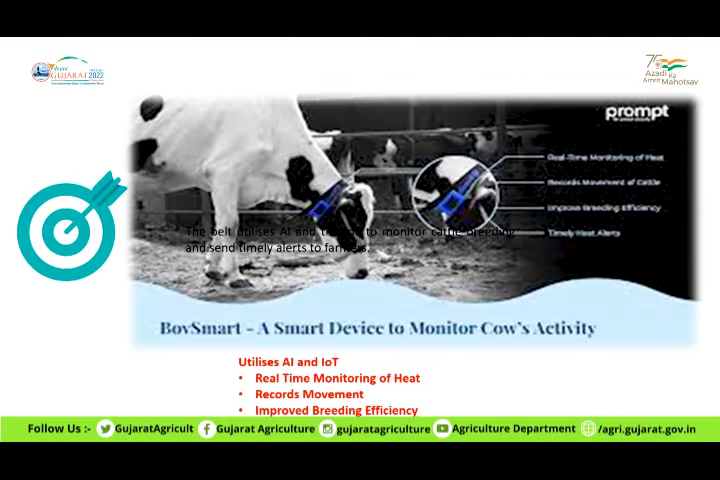 Vibrant
GUJARAT
2022
75
Azadi Ka
Amrit Mahotsav
prompt
Real-Time Monitoring of Heat
Records Movement of Cattle
Improve Breeding Efficiency
Timely Heat Alerts
The belt utilises AI and to monitor cattle breeding
and send timely alerts to farmers.
BovSmart - A Smart Device to Monitor Cow's Activity
Utilises AI and IoT
• Real Time Monitoring of Heat
• Records Movement
• Improved Breeding Efficiency
Follow Us :- GujaratAgricult Gujarat Agriculture gujaratagriculture Agriculture Department /agri.gujarat.gov.in